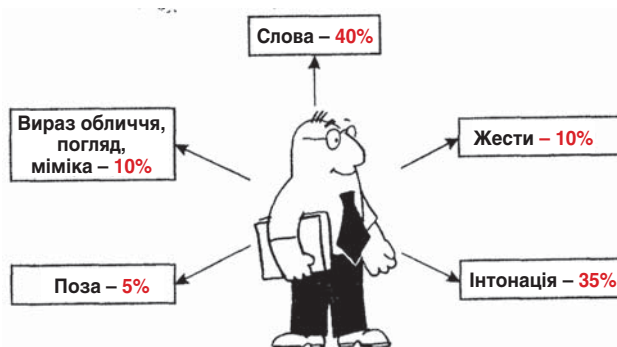 Слова – 40%
Вираз обличчя,
погляд,
міміка – 10%
Жести – 10%
Поза – 5%
Інтонація – 35%